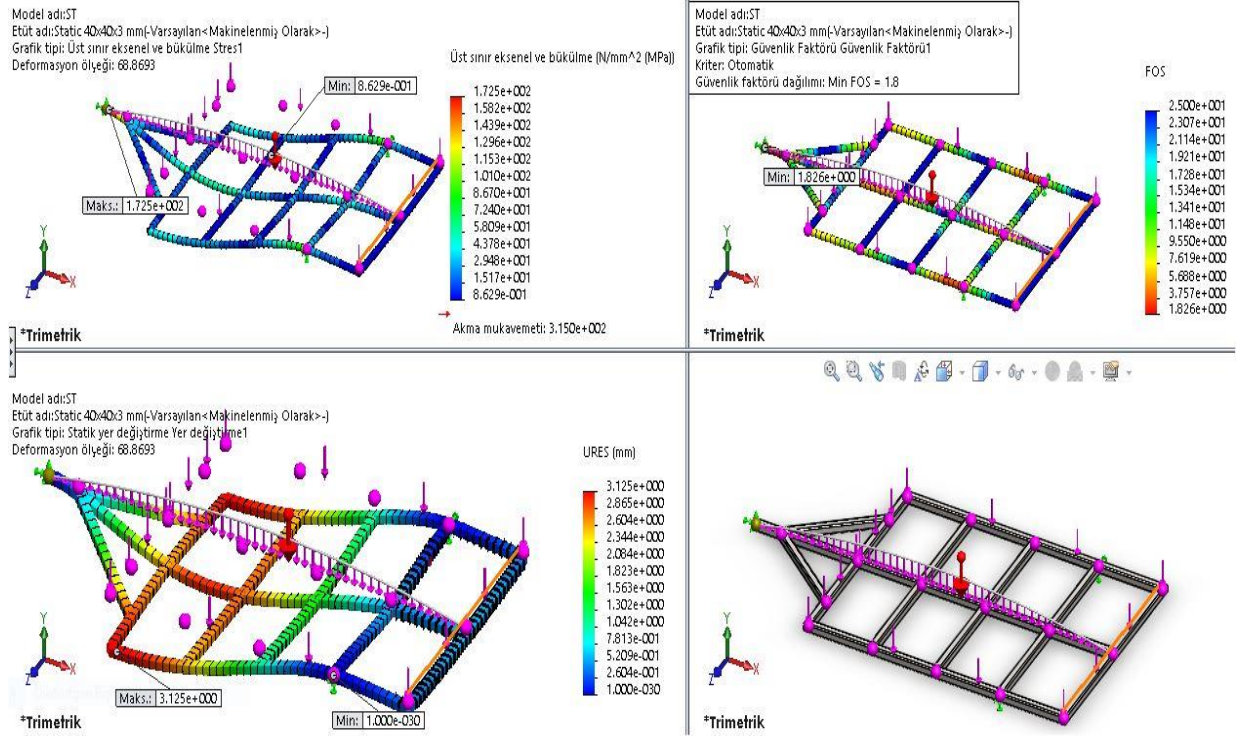 Model adı:ST
Etüt adı:Static 40x40x3 mm(-Varsayılan<Makinelenmiş Olarak>-)
Grafik tipi: Üst sınır eksenel ve bükülme Stres1
Deformasyon ölçeği: 68.8693
Üst sınır eksenel ve bükülme (N/mm^2 (MPa))
1.725e+002
1.582e+002
1.439e+002
1.296e+002
1.153e+002
1.010e+002
8.670e+001
7.240e+001
5.809e+001
4.378e+001
2.948e+001
1.517e+001
8.629e-001
Akma mukavemeti: 3.150e+002
Min: 8.629e-001
Maks.: 1.725e+002
Y
X
Z
*Trimetrik
Model adı:ST
Etüt adı:Static 40x40x3 mm(-Varsayılan<Makinelenmiş Olarak>-)
Grafik tipi: Güvenlik Faktörü Güvenlik Faktörü1
Kriter: Otomatik
Güvenlik faktörü dağılımı: Min FOS = 1.8
FOS
2.500e+001
2.307e+001
2.114e+001
1.921e+001
1.728e+001
1.534e+001
1.341e+001
1.148e+001
9.550e+000
7.619e+000
5.688e+000
3.757e+000
1.826e+000
Min: 1.826e+000
Y
X
Z
*Trimetrik
Model adı:ST
Etüt adı:Static 40x40x3 mm(-Varsayılan<Makinelenmiş Olarak>-)
Grafik tipi: Statik yer değiştirme Yer değiştirme1
Deformasyon ölçeği: 68.8693
URES (mm)
3.125e+000
2.865e+000
2.604e+000
2.344e+000
2.084e+000
1.823e+000
1.563e+000
1.302e+000
1.042e+000
7.813e-001
5.209e-001
2.604e-001
1.000e-030
Maks.: 3.125e+000
Min: 1.000e-030
Y
X
Z
*Trimetrik
Y
X
Z
*Trimetrik